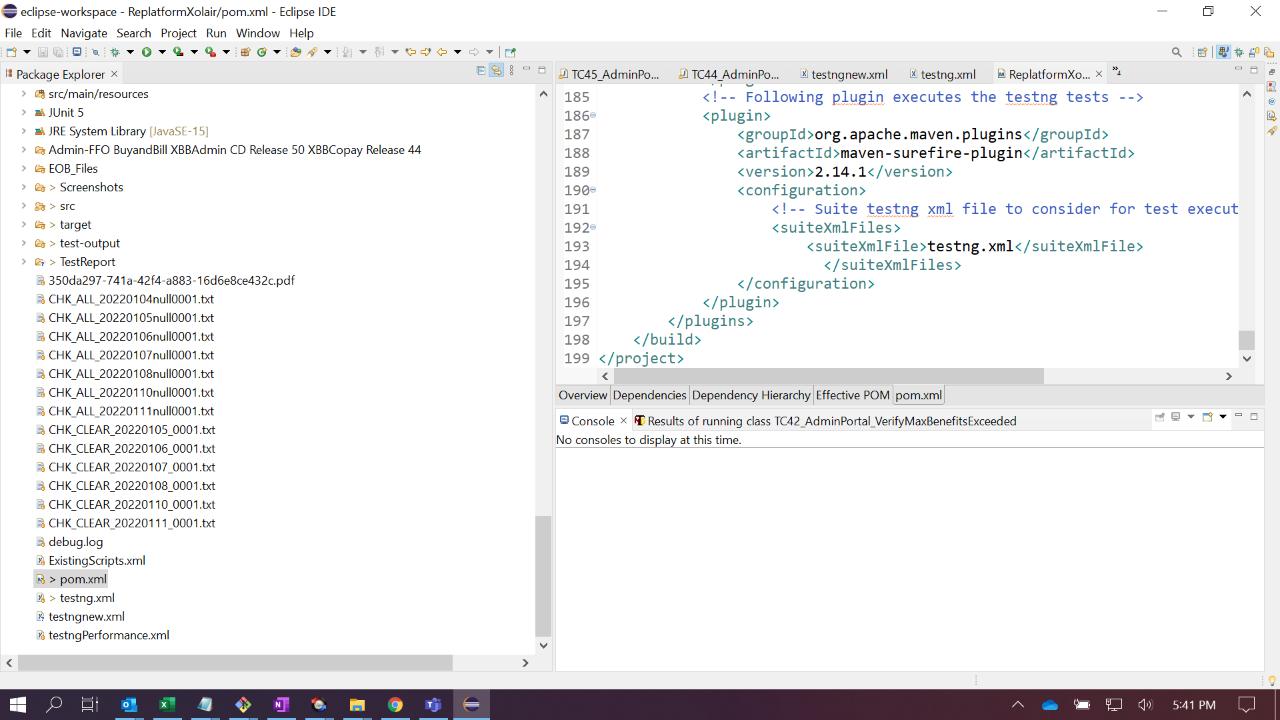 eclipse-workspace - ReplatformXolair/pom.xml - Eclipse IDE
File Edit Navigate Search Project Run Window Help
Package Explorer
src/main/resources
JUnit 5
JRE System Library [JavaSE-15]
Admin-FFO BuyandBill XBBAdmin CD Release 50 XBBCopay Release 44
EOB_Files
> Screenshots
> src
> target
> test-output
> TestReport
350da297-741a-42f4-a883-16d6e8ce432c.pdf
CHK_ALL_20220104null0001.txt
CHK_ALL_20220105null0001.txt
CHK_ALL_20220106null0001.txt
CHK_ALL_20220107null0001.txt
CHK_ALL_20220108null0001.txt
CHK_ALL_20220110null0001.txt
CHK_ALL_20220111null0001.txt
CHK_CLEAR_20220105_0001.txt
CHK_CLEAR_20220106_0001.txt
CHK_CLEAR_20220107_0001.txt
CHK_CLEAR_20220108_0001.txt
CHK_CLEAR_20220110_0001.txt
CHK_CLEAR_20220111_0001.txt
debug.log
ExistingScripts.xml
> pom.xml
> testng.xml
testngnew.xml
testngPerformance.xml
TC45_AdminPo... TC44_AdminPo... testngnew.xml testng.xml ReplatformXo...
185 <!-- Following plugin executes the testng tests -->
186 <plugin>
187 <groupId>org.apache.maven.plugins</groupId>
188 <artifactId>maven-surefire-plugin</artifactId>
189 <version>2.14.1</version>
190 <configuration>
191 <!-- Suite testng xml file to consider for test execut
192 <suiteXmlFiles>
193 <suiteXmlFile>testng.xml</suiteXmlFile>
194 </suiteXmlFiles>
195 </configuration>
196 </plugin>
197 </plugins>
198 </build>
199 </project>
Overview Dependencies Dependency Hierarchy Effective POM pom.xml
Console Results of running class TC42_AdminPortal_VerifyMaxBenefitsExceeded
No consoles to display at this time.
5:41 PM